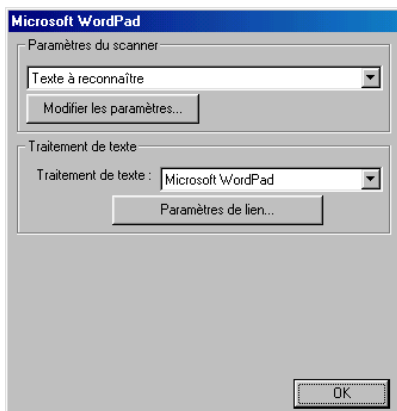 Microsoft WordPad
Paramètres du scanner
Texte à reconnaître
Modifier les paramètres...
Traitement de texte
Traitement de texte : Microsoft WordPad
Paramètres de lien...
OK